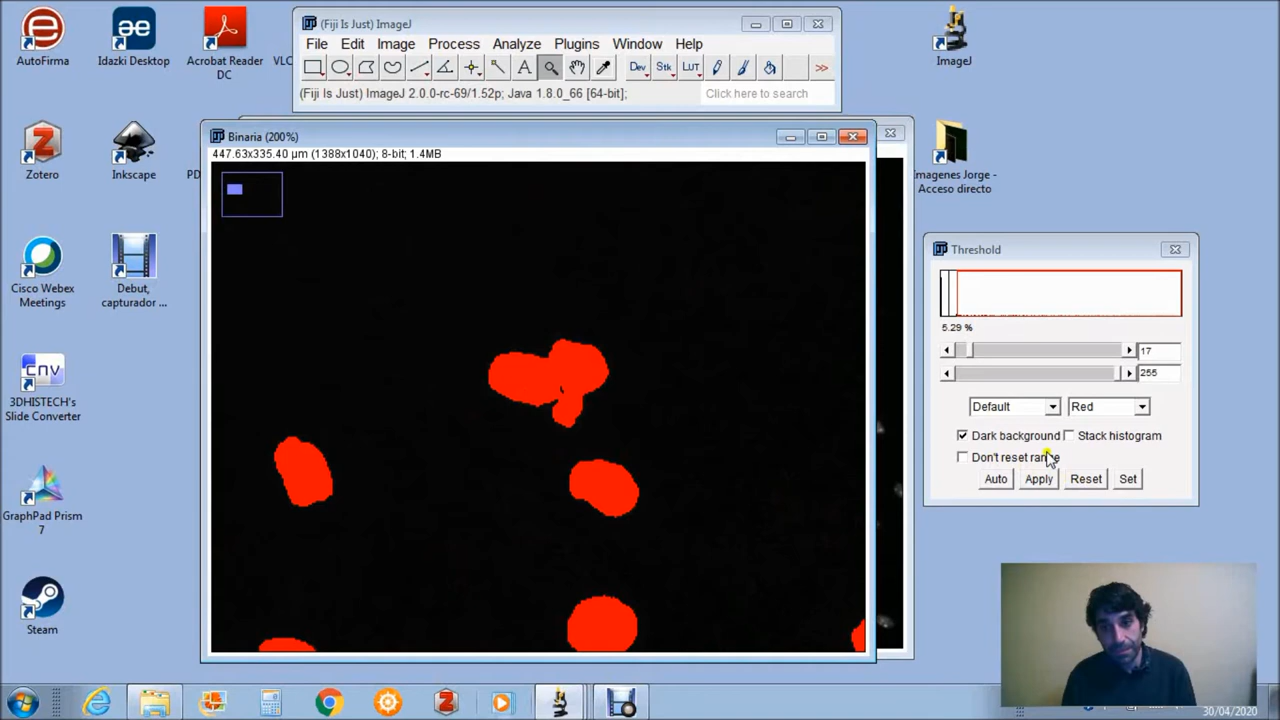 (Fiji Is Just) ImageJ
File Edit Image Process Analyze Plugins Window Help
Dev Stk LUT
(Fiji Is Just) ImageJ 2.0.0-rc-69/1.52p; Java 1.8.0_66 [64-bit];
Click here to search
AutoFirma
Idazki Desktop
Acrobat Reader
DC
ImageJ
Binaria (200%)
447.63x335.40 µm (1388x1040); 8-bit; 1.4MB
Zotero
Inkscape
Imagenes Jorge -
Acceso directo
Cisco Webex
Meetings
Debut,
capturador ...
3DHISTECH's
Slide Converter
GraphPad Prism
7
Steam
Threshold
5.29 %
17
255
Default
Red
Dark background
Stack histogram
Don't reset range
Auto
Apply
Reset
Set
30/04/2020